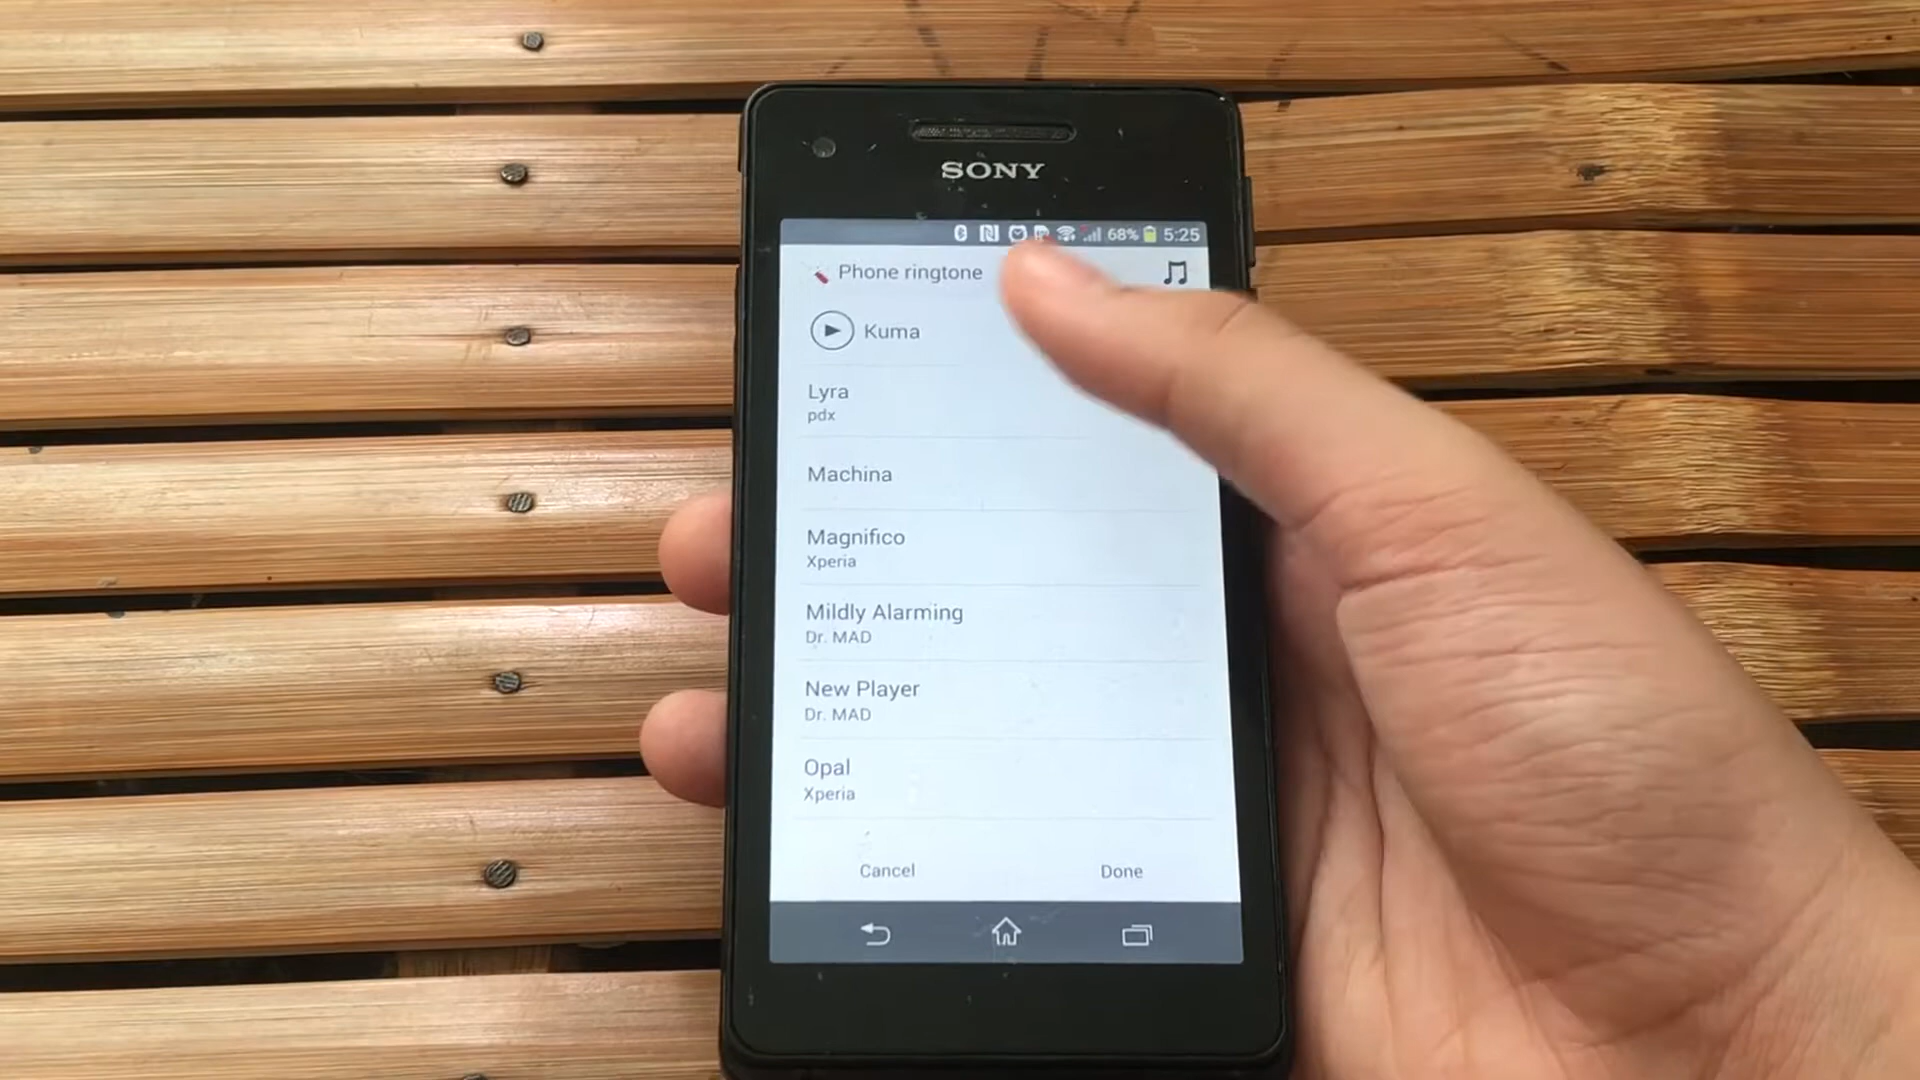 SONY
68% 5:25
Phone ringtone
Kuma
Lyra
pdx
Machina
Magnifico
Xperia
Mildly Alarming
Dr. MAD
New Player
Dr. MAD
Opal
Xperia
Cancel Done